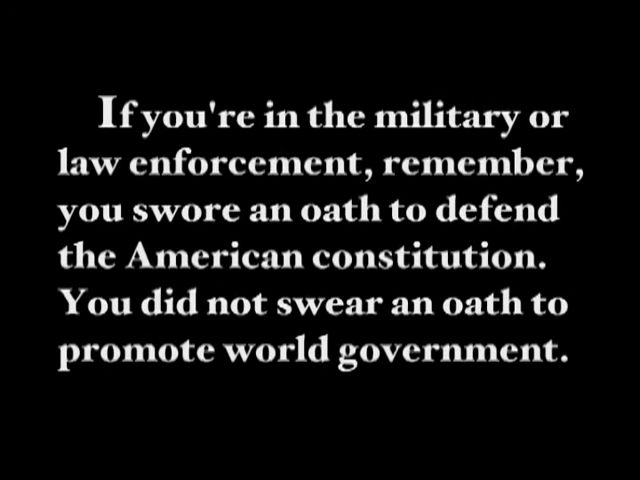 If you're in the military or
law enforcement, remember,
you swore an oath to defend
the American constitution.
You did not swear an oath to
promote world government.